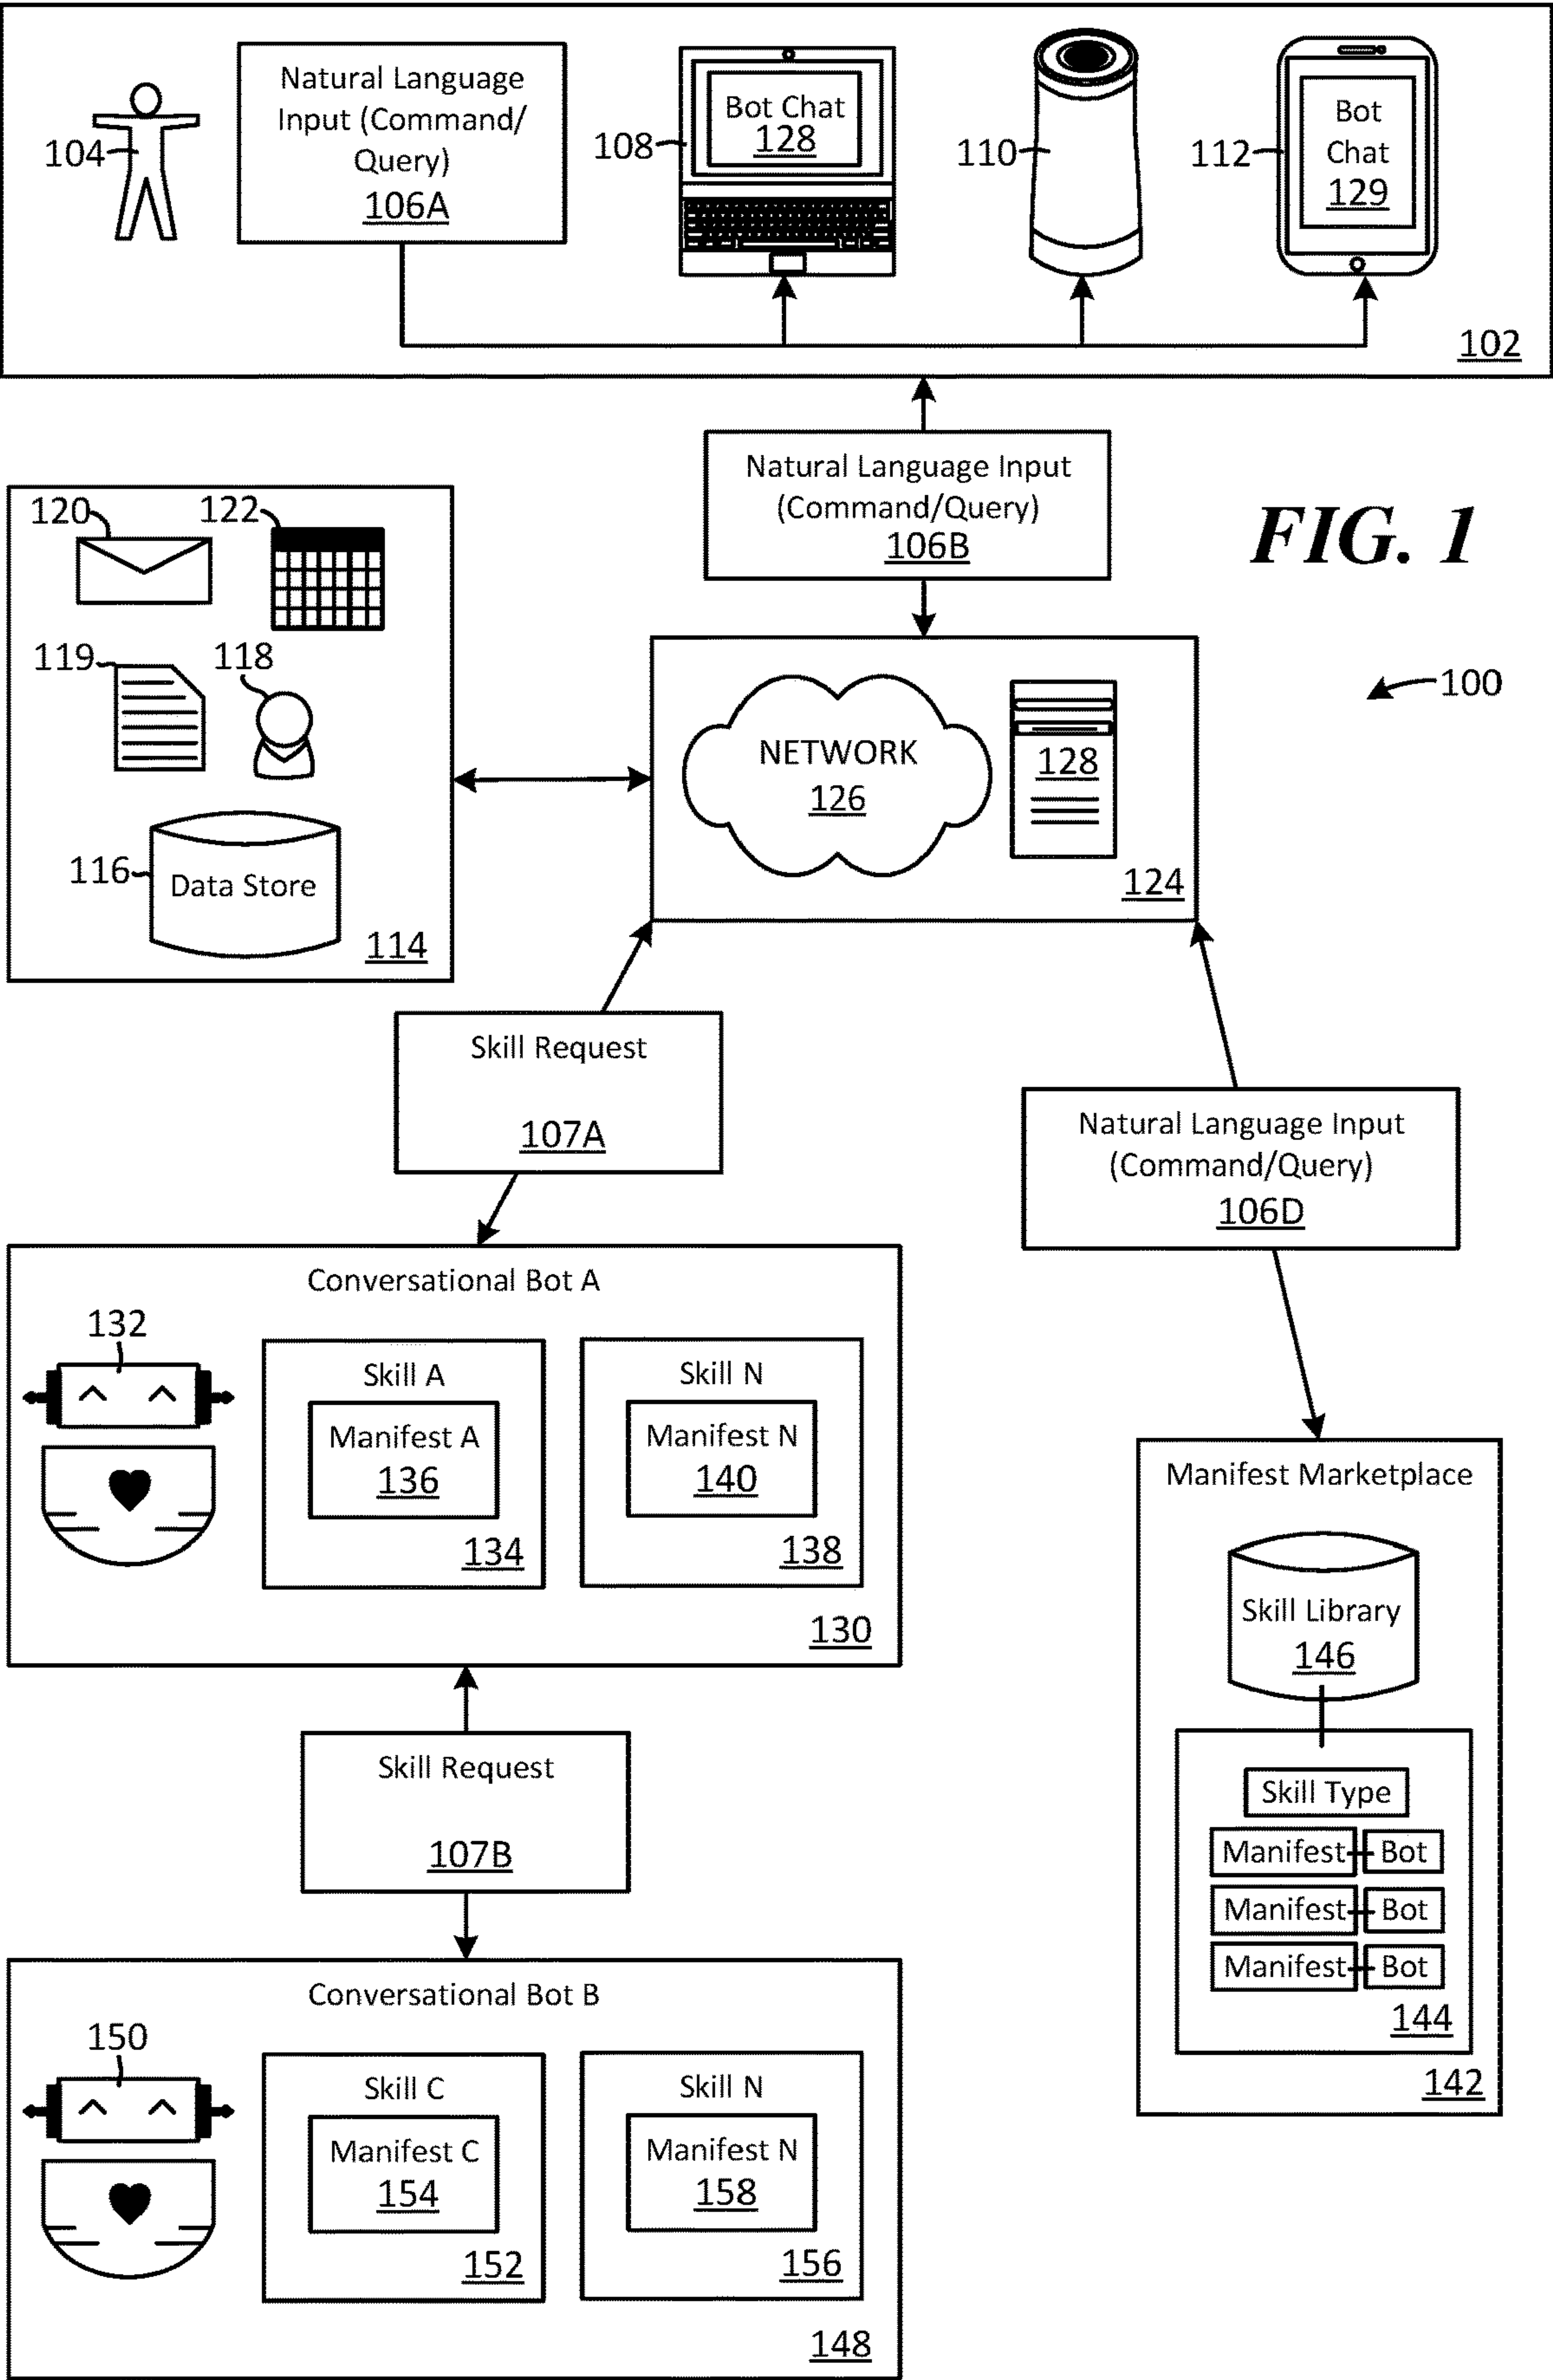 104
Natural Language
Input (Command/
Query)
106A
108
Bot Chat
128
110
112
Bot
Chat
129
102
Natural Language Input
(Command/Query)
106B
FIG. 1
120
122
119
118
116
Data Store
114
NETWORK
126
128
124
100
Skill Request
107A
Natural Language Input
(Command/Query)
106D
Conversational Bot A
132
Skill A
Manifest A
136
134
Skill N
Manifest N
140
138
130
Manifest Marketplace
Skill Library
146
Skill Type
Manifest
Bot
Manifest
Bot
Manifest
Bot
144
142
Skill Request
107B
Conversational Bot B
150
Skill C
Manifest C
154
152
Skill N
Manifest N
158
156
148